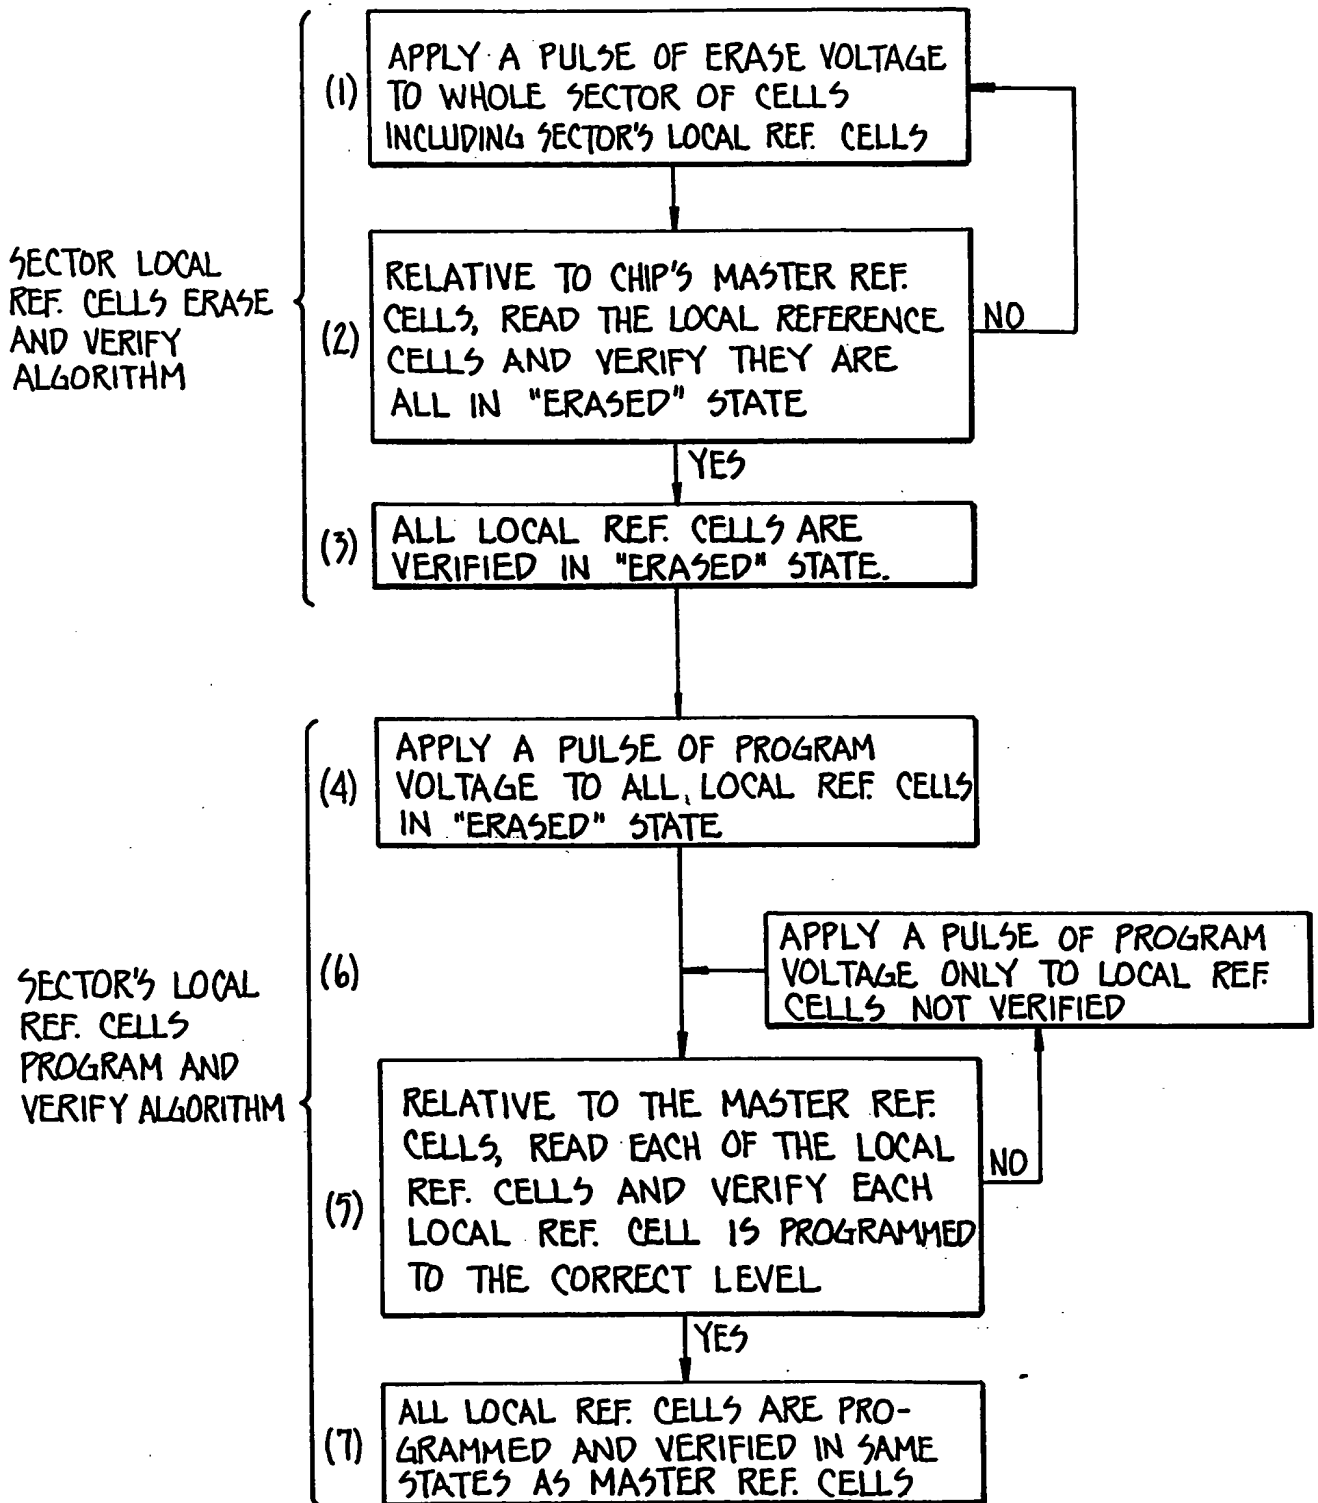 (1)
APPLY A PULSE OF ERASE VOLTAGE
TO WHOLE SECTOR OF CELLS
INCLUDING SECTOR'S LOCAL REF. CELLS
SECTOR LOCAL
REF. CELLS ERASE
AND VERIFY
ALGORITHM
(2)
RELATIVE TO CHIP'S MASTER REF.
CELLS, READ THE LOCAL REFERENCE
CELLS AND VERIFY THEY ARE
ALL IN "ERASED" STATE
NO
YES
(3)
ALL LOCAL REF. CELLS ARE
VERIFIED IN "ERASED" STATE.
(4)
APPLY A PULSE OF PROGRAM
VOLTAGE TO ALL, LOCAL REF. CELLS
IN "ERASED" STATE
(6)
APPLY A PULSE OF PROGRAM
VOLTAGE ONLY TO LOCAL REF.
CELLS NOT VERIFIED
SECTOR'S LOCAL
REF. CELLS
PROGRAM AND
VERIFY ALGORITHM
(5)
RELATIVE TO THE MASTER REF.
CELLS, READ EACH OF THE LOCAL
REF. CELLS AND VERIFY EACH
LOCAL REF. CELL IS PROGRAMMED
TO THE CORRECT LEVEL
NO
YES
(7)
ALL LOCAL REF. CELLS ARE PRO-
GRAMMED AND VERIFIED IN SAME
STATES AS MASTER REF. CELLS